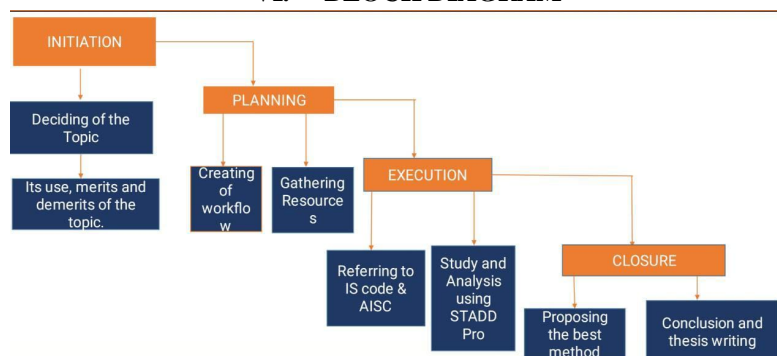 INITIATION
Deciding of the
Topic
Its use, merits and
demerits of the
topic.
PLANNING
Creating
of
workflo
w
Gathering
Resource
s
EXECUTION
Referring to
IS code &
AISC
Study and
Analysis
using
STADD
Pro
CLOSURE
Proposing
the best
method
Conclusion and
thesis writing